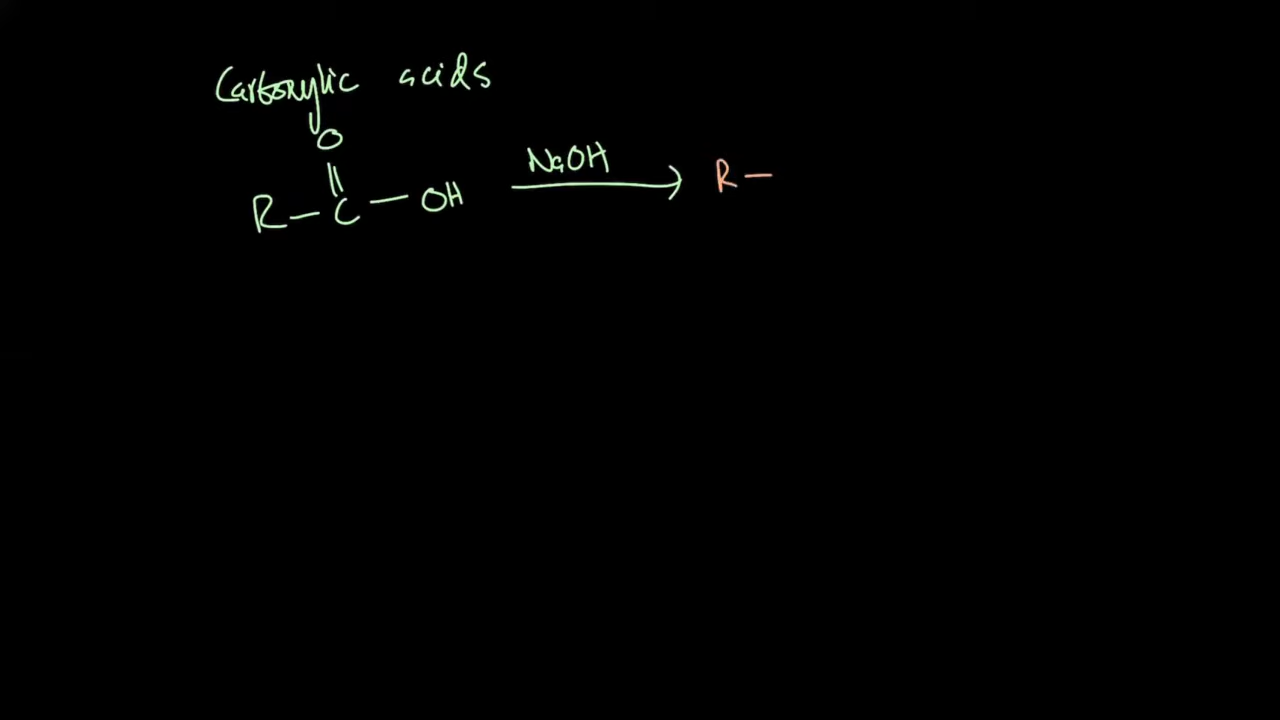 Carboxylic acids
O
||
R — C — OH NaOH → R —